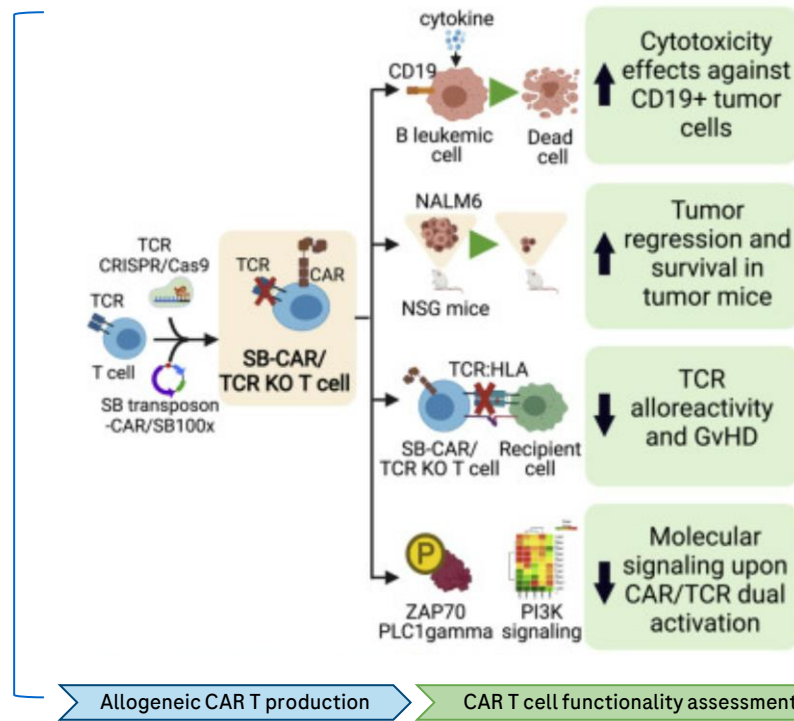 cytokine
CD19
B leukemic
cell
Dead
cell
Cytotoxicity
effects against
CD19+ tumor
cells
NALM6
NSG mice
Tumor
regression and
survival in
tumor mice
TCR
CRISPR/Cas9
TCR
T cell
SB transposon
-CAR/SB100x
TCR
CAR
SB-CAR/
TCR KO T cell
TCR:HLA
SB-CAR/
TCR KO T cell
Recipient
cell
TCR
alloreactivity
and GvHD
P
ZAP70
PLC1gamma
PI3K
signaling
Molecular
signaling upon
CAR/TCR dual
activation
Allogeneic CAR T production
CAR T cell functionality assessment